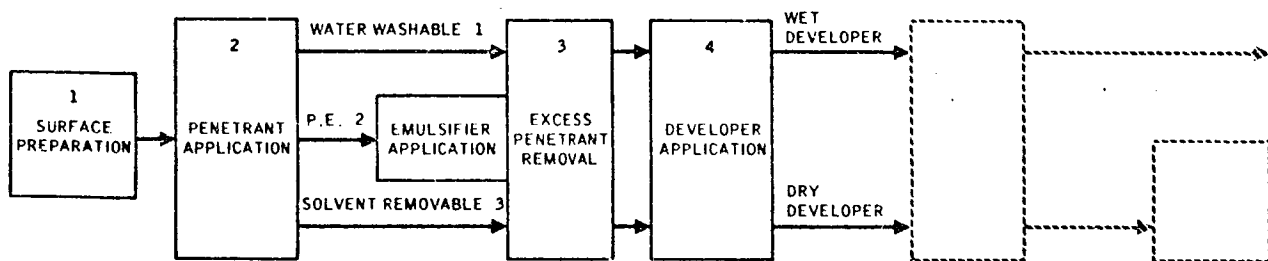 1
SURFACE
PREPARATION
2
PENETRANT
APPLICATION
WATER WASHABLE 1
P.E. 2
EMULSIFIER
APPLICATION
SOLVENT REMOVABLE 3
3
EXCESS
PENETRANT
REMOVAL
4
DEVELOPER
APPLICATION
WET
DEVELOPER
DRY
DEVELOPER